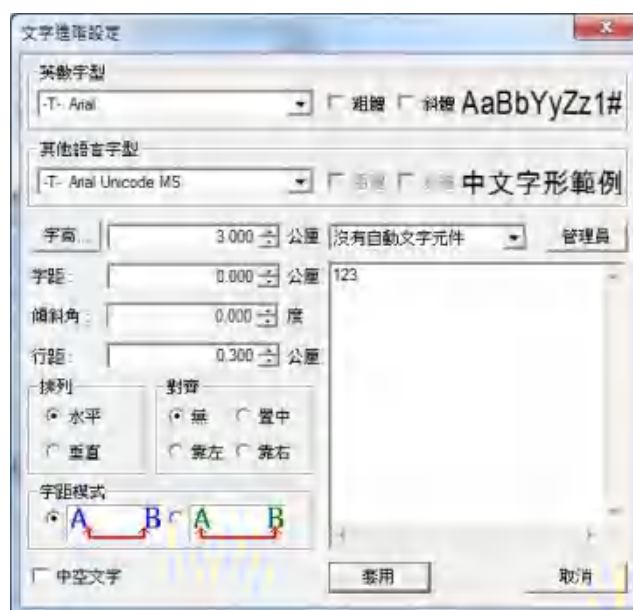 文字進階設定
英數字型
-T- Arial
粗體
斜體
AaBbYyZz1#
其他語言字型
-T- Arial Unicode MS
中文字形範例
字高...
3.000
公厘
沒有自動文字元件
管理員
字距:
0.000
公厘
123
傾斜角:
0.000
度
行距:
0.300
公厘
排列
水平
垂直
對齊
無
置中
靠左
靠右
字距模式
A B
A B
中空文字
套用
取消